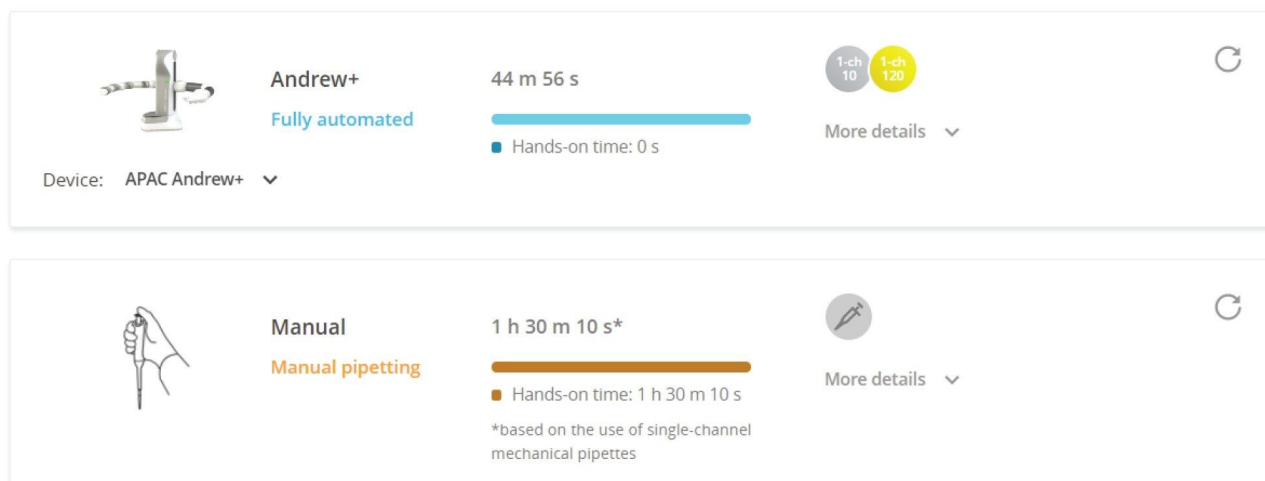 Andrew+
Fully automated
44 m 56 s
Hands-on time: 0 s
1-ch
10
1-ch
120
More details
Device: APAC Andrew+
Manual
Manual pipetting
1 h 30 m 10 s*
Hands-on time: 1 h 30 m 10 s
*based on the use of single-channel
mechanical pipettes
More details